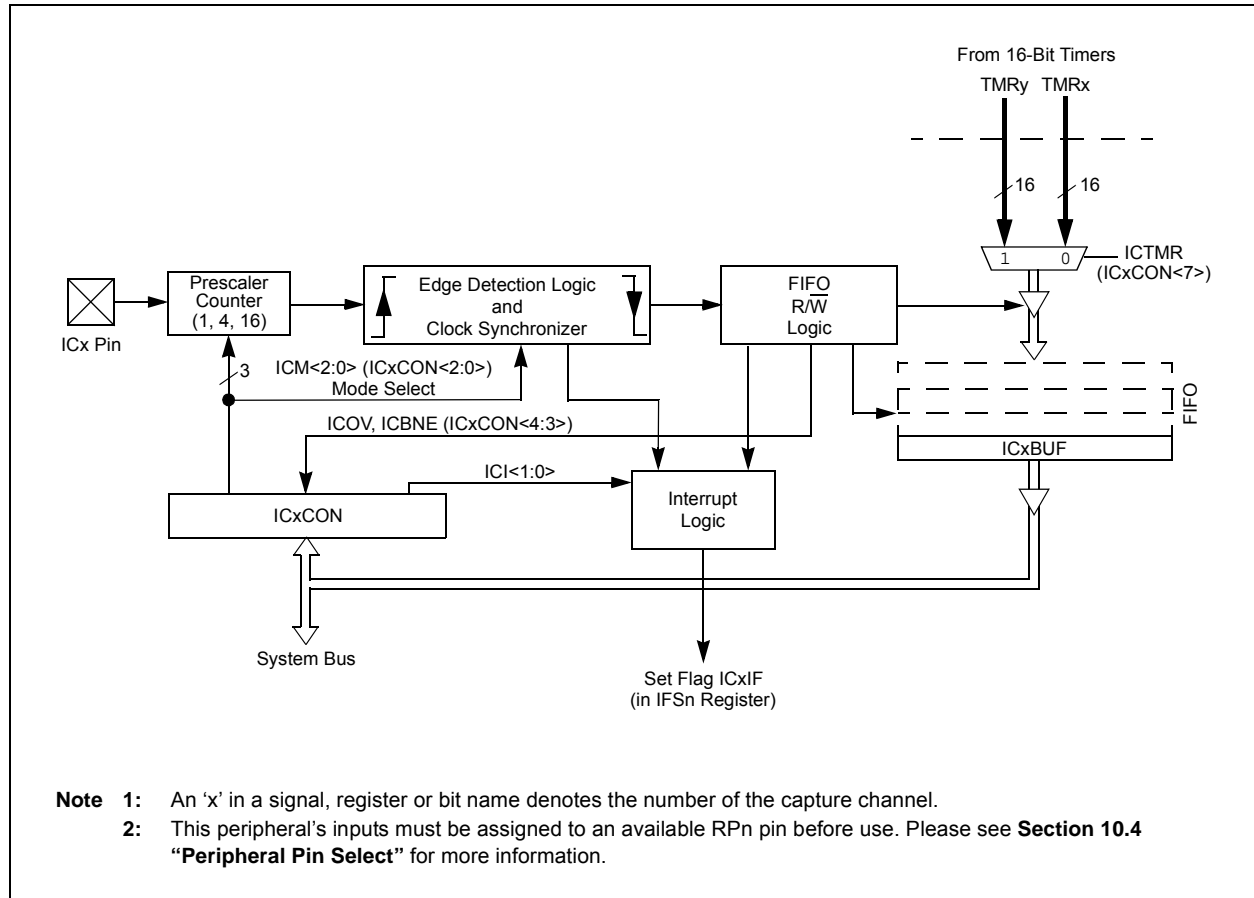 From 16-Bit Timers
TMRy TMRx
16 16
1 0
ICTMR
(ICxCON<7>)
Prescaler
Counter
(1, 4, 16)
Edge Detection Logic
and
Clock Synchronizer
FIFO
R/W̅
Logic
ICx Pin
3
ICM<2:0> (ICxCON<2:0>)
Mode Select
FIFO
ICOV, ICBNE (ICxCON<4:3>)
ICxBUF
ICI<1:0>
Interrupt
Logic
ICxCON
System Bus
Set Flag ICxIF
(in IFSn Register)
Note 1: An ‘x’ in a signal, register or bit name denotes the number of the capture channel.
2: This peripheral’s inputs must be assigned to an available RPn pin before use. Please see Section 10.4
“Peripheral Pin Select” for more information.